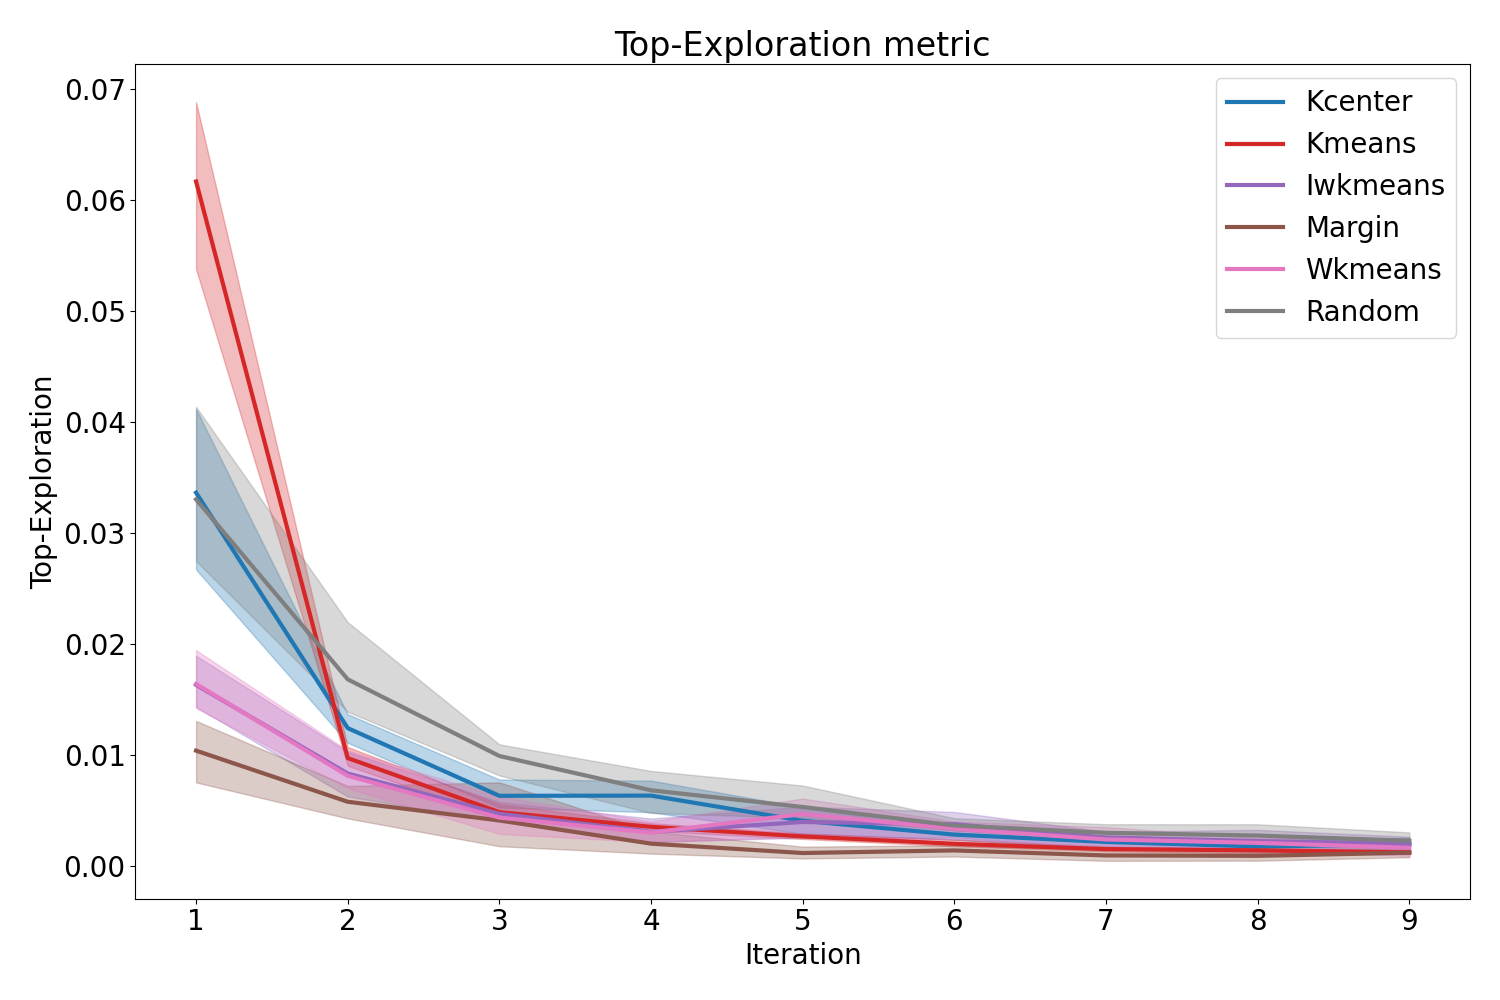 Top-Exploration metric
0.07
0.06
0.05
0.04
0.03
0.02
0.01
0.00
Top-Exploration
Kcenter
Kmeans
Iwkmeans
Margin
Wkmeans
Random
1 2 3 4 5 6 7 8 9
Iteration